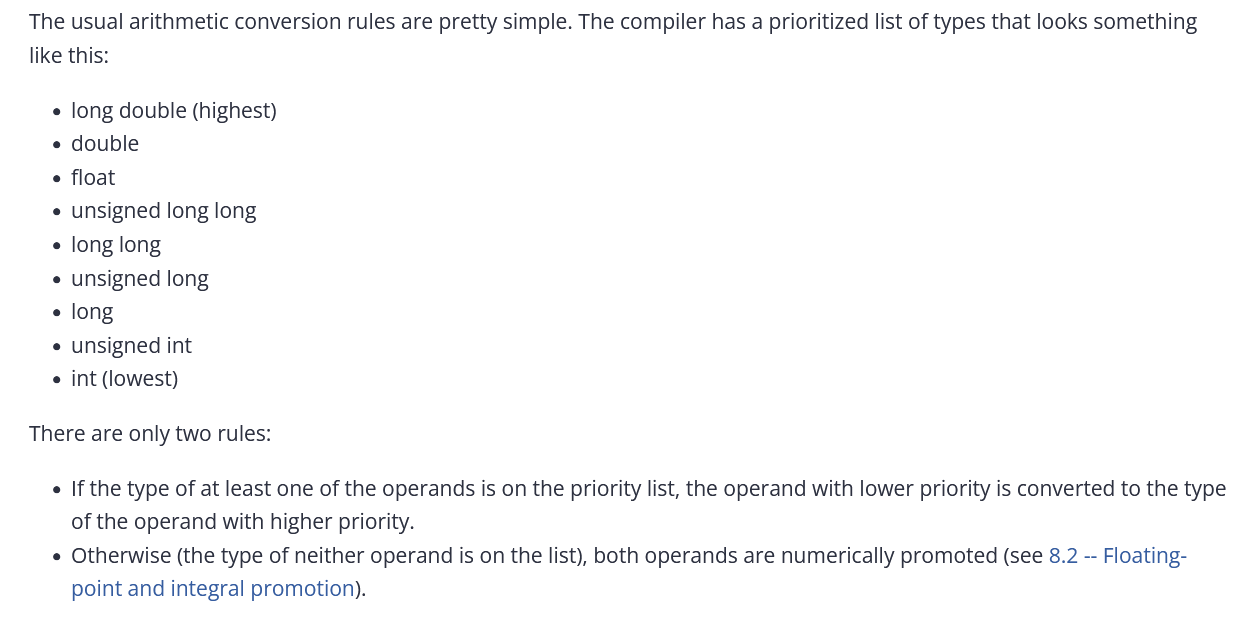 The usual arithmetic conversion rules are pretty simple. The compiler has a prioritized list of types that looks something
like this:
• long double (highest)
• double
• float
• unsigned long long
• long long
• unsigned long
• long
• unsigned int
• int (lowest)
There are only two rules:
• If the type of at least one of the operands is on the priority list, the operand with lower priority is converted to the type
of the operand with higher priority.
• Otherwise (the type of neither operand is on the list), both operands are numerically promoted (see 8.2 -- Floating-
point and integral promotion).